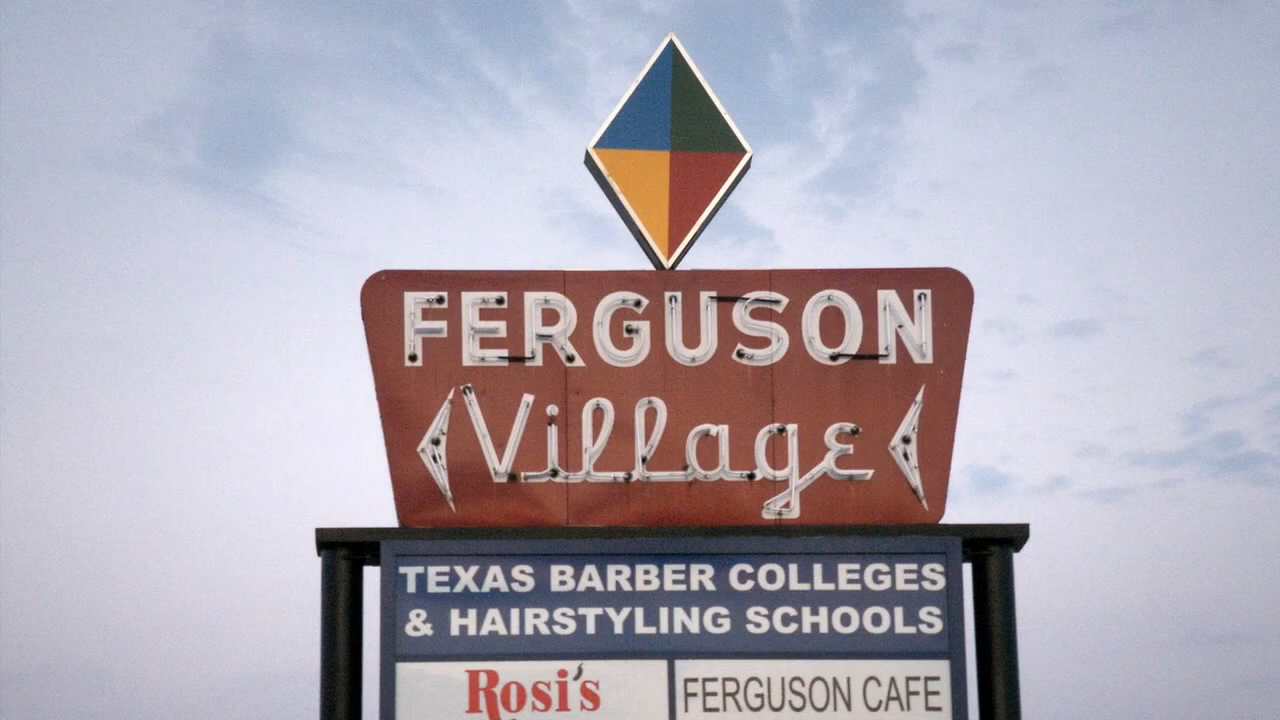 FERGUSON
Village
TEXAS BARBER COLLEGES
& HAIRSTYLING SCHOOLS
Rosi's
FERGUSON CAFE